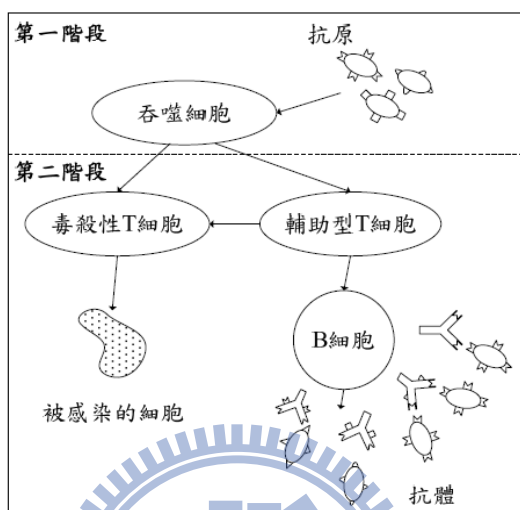 第一階段
抗原
吞噬細胞
第二階段
毒殺性T細胞
輔助型T細胞
B細胞
被感染的細胞
抗體